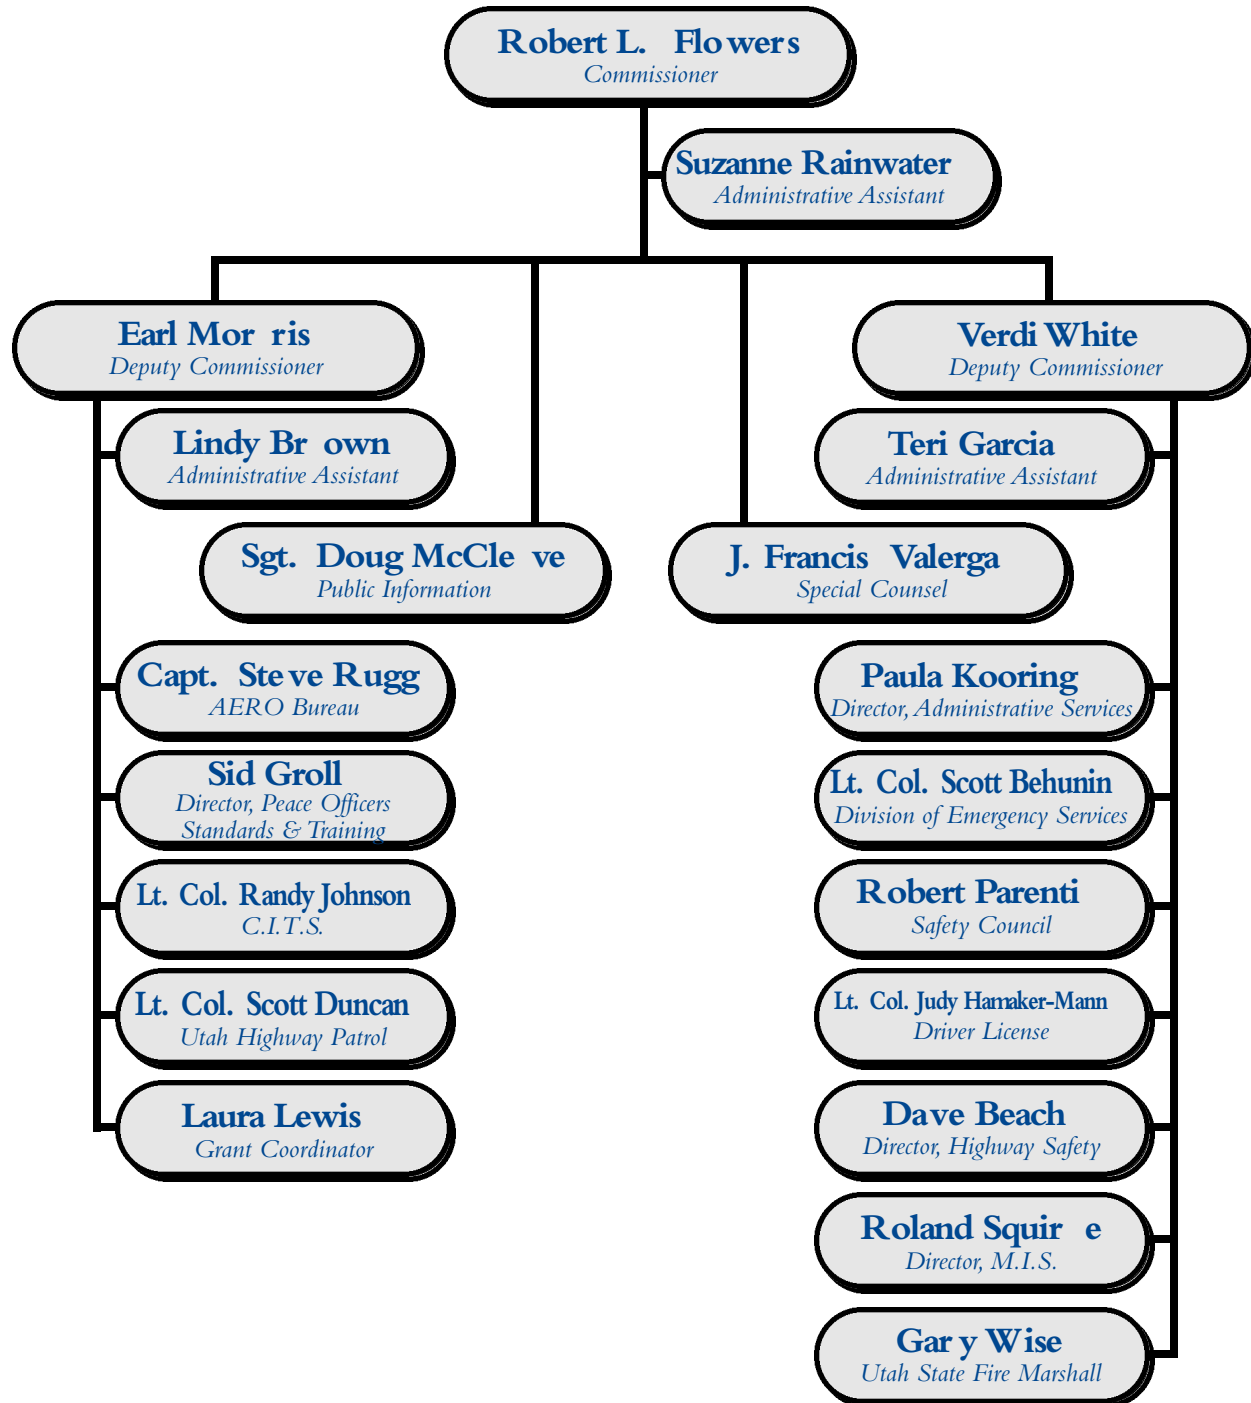 Robert L. Flowers
Commissioner
Suzanne Rainwater
Administrative Assistant
Earl Morris
Deputy Commissioner
Verdi White
Deputy Commissioner
Lindy Brown
Administrative Assistant
Teri Garcia
Administrative Assistant
Sgt. Doug McCleve
Public Information
J. Francis Valerga
Special Counsel
Capt. Steve Rugg
AERO Bureau
Paula Kooring
Director, Administrative Services
Sid Groll
Director, Peace Officers
Standards & Training
Lt. Col. Scott Behunin
Division of Emergency Services
Lt. Col. Randy Johnson
C.I.T.S.
Robert Parenti
Safety Council
Lt. Col. Scott Duncan
Utah Highway Patrol
Lt. Col. Judy Hamaker-Mann
Driver License
Laura Lewis
Grant Coordinator
Dave Beach
Director, Highway Safety
Roland Squire
Director, M.I.S.
Gary Wise
Utah State Fire Marshall